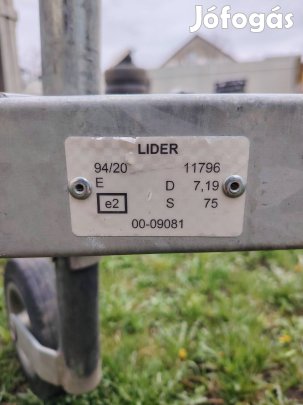 Jófogás
LIDER
94/20 11796
E D 7,19
e2 S 75
00-09081